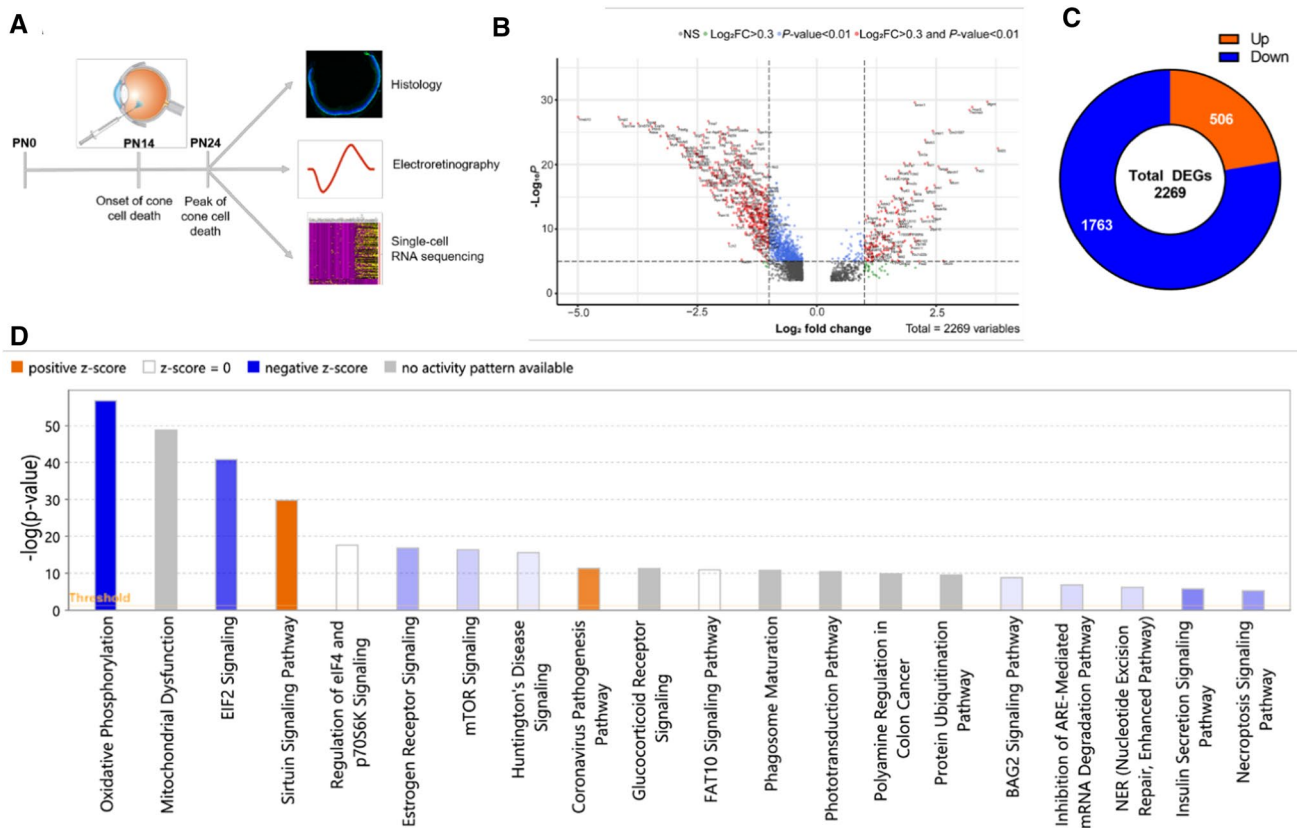 A
PN0
PN14
PN24
Onset of cone
cell death
Peak of
cone cell
death
Histology
Electroretinography
Single-cell
RNA sequencing
B
NS Log₂FC>0.3 P-value<0.01 Log₂FC>0.3 and P-value<0.01
-Log₁₀P
30
20
10
0
-5.0 -2.5 0.0 2.5
Log₂ fold change
Total = 2269 variables
C
Up
Down
506
Total DEGs
2269
1763
D
positive z-score z-score = 0 negative z-score no activity pattern available
-log(p-value)
50
40
30
20
10
0
Threshold
Oxidative Phosphorylation
Mitochondrial Dysfunction
EIF2 Signaling
Sirtuin Signaling Pathway
Regulation of eIF4 and
p70S6K Signaling
Estrogen Receptor Signaling
mTOR Signaling
Huntington's Disease
Signaling
Coronavirus Pathogenesis
Pathway
Glucocorticoid Receptor
Signaling
FAT10 Signaling Pathway
Phagosome Maturation
Phototransduction Pathway
Polyamine Regulation in
Colon Cancer
Protein Ubiquitination
Pathway
BAG2 Signaling Pathway
Inhibition of ARE-Mediated
mRNA Degradation Pathway
NER (Nucleotide Excision
Repair, Enhanced Pathway)
Insulin Secretion Signaling
Pathway
Necroptosis Signaling
Pathway